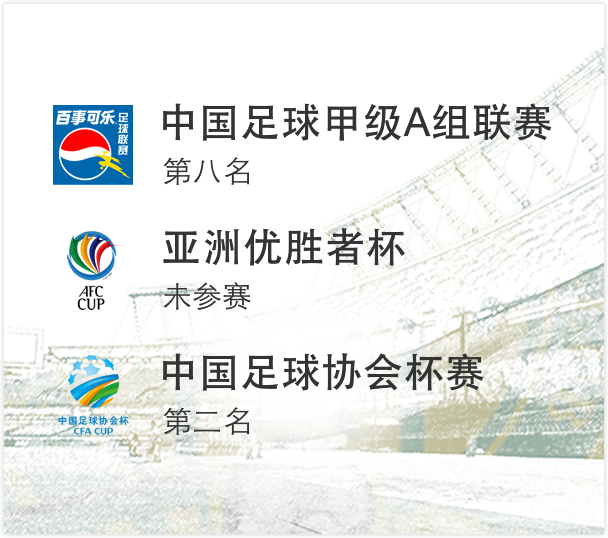 百事可乐
足球联赛
中国足球甲级A组联赛
第八名
亚洲优胜者杯
AFC
CUP
未参赛
中国足球协会杯赛
中国足球协会杯
CFA CUP
第二名